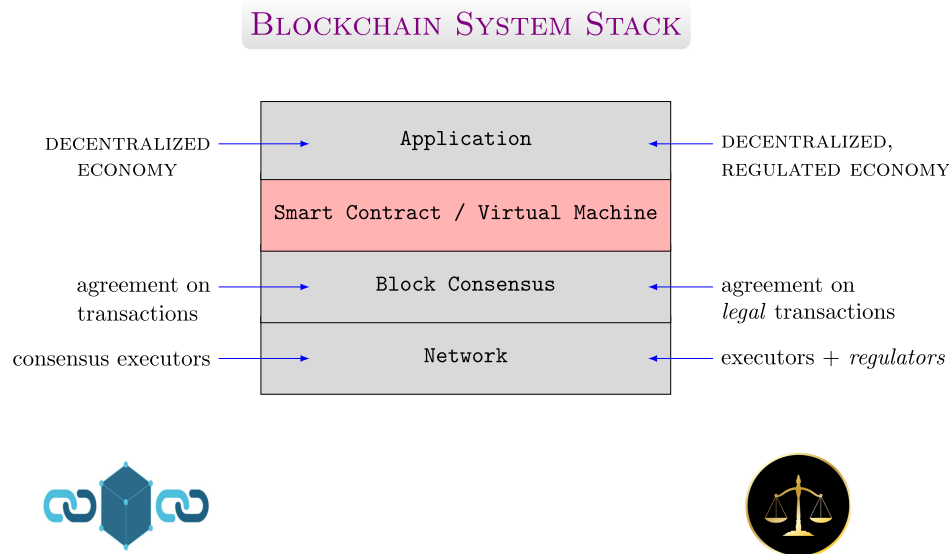 BLOCKCHAIN SYSTEM STACK
DECENTRALIZED
ECONOMY
Application
DECENTRALIZED,
REGULATED ECONOMY
Smart Contract / Virtual Machine
agreement on
transactions
Block Consensus
agreement on
legal transactions
consensus executors
Network
executors + regulators